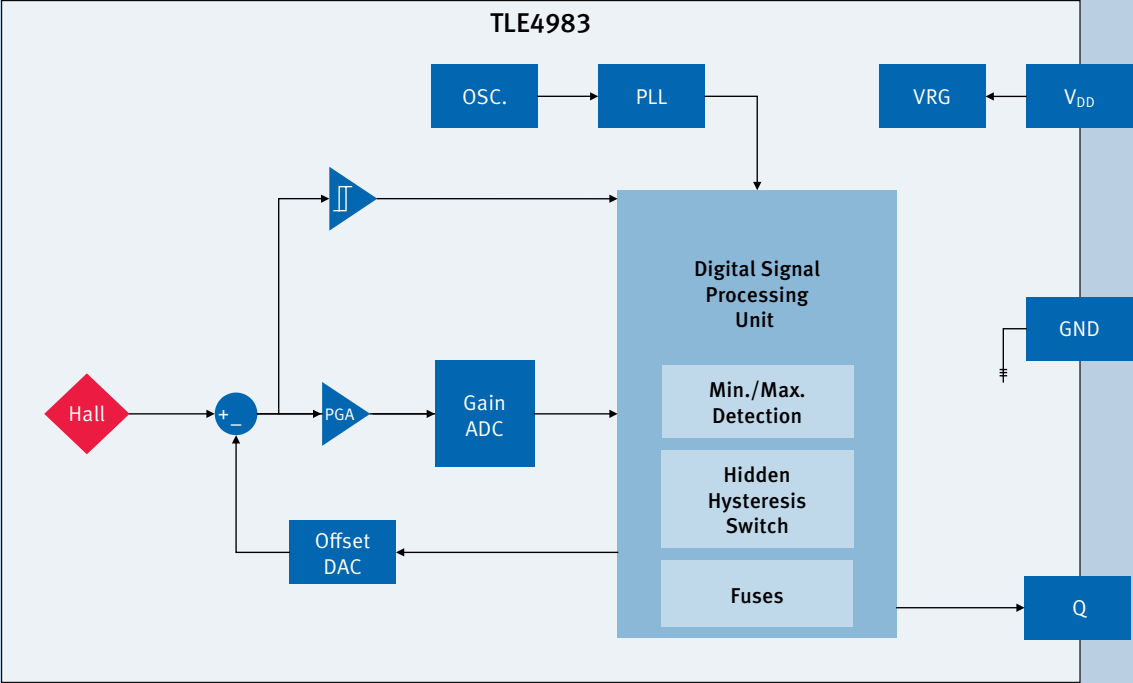 TLE4983
OSC.
PLL
VRG
V_DD
Digital Signal
Processing
Unit
GND
Min./Max.
Detection
Hall
+
_
PGA
Gain
ADC
Hidden
Hysteresis
Switch
Offset
DAC
Fuses
Q